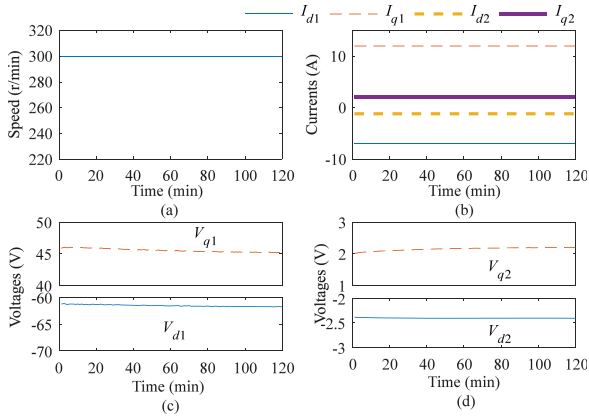 I_d1 I_q1 I_d2 I_q2
320
300
280
260
240
220
Speed (r/min)
0 20 40 60 80 100 120
Time (min)
(a)
10
0
-10
Currents (A)
0 20 40 60 80 100 120
Time (min)
(b)
50
45
40
V_q1
Voltages (V)
-60
-65
-70
V_d1
0 20 40 60 80 100 120
Time (min)
(c)
3
2
1
V_q2
Voltages (V)
-2
-2.5
-3
V_d2
0 20 40 60 80 100 120
Time (min)
(d)